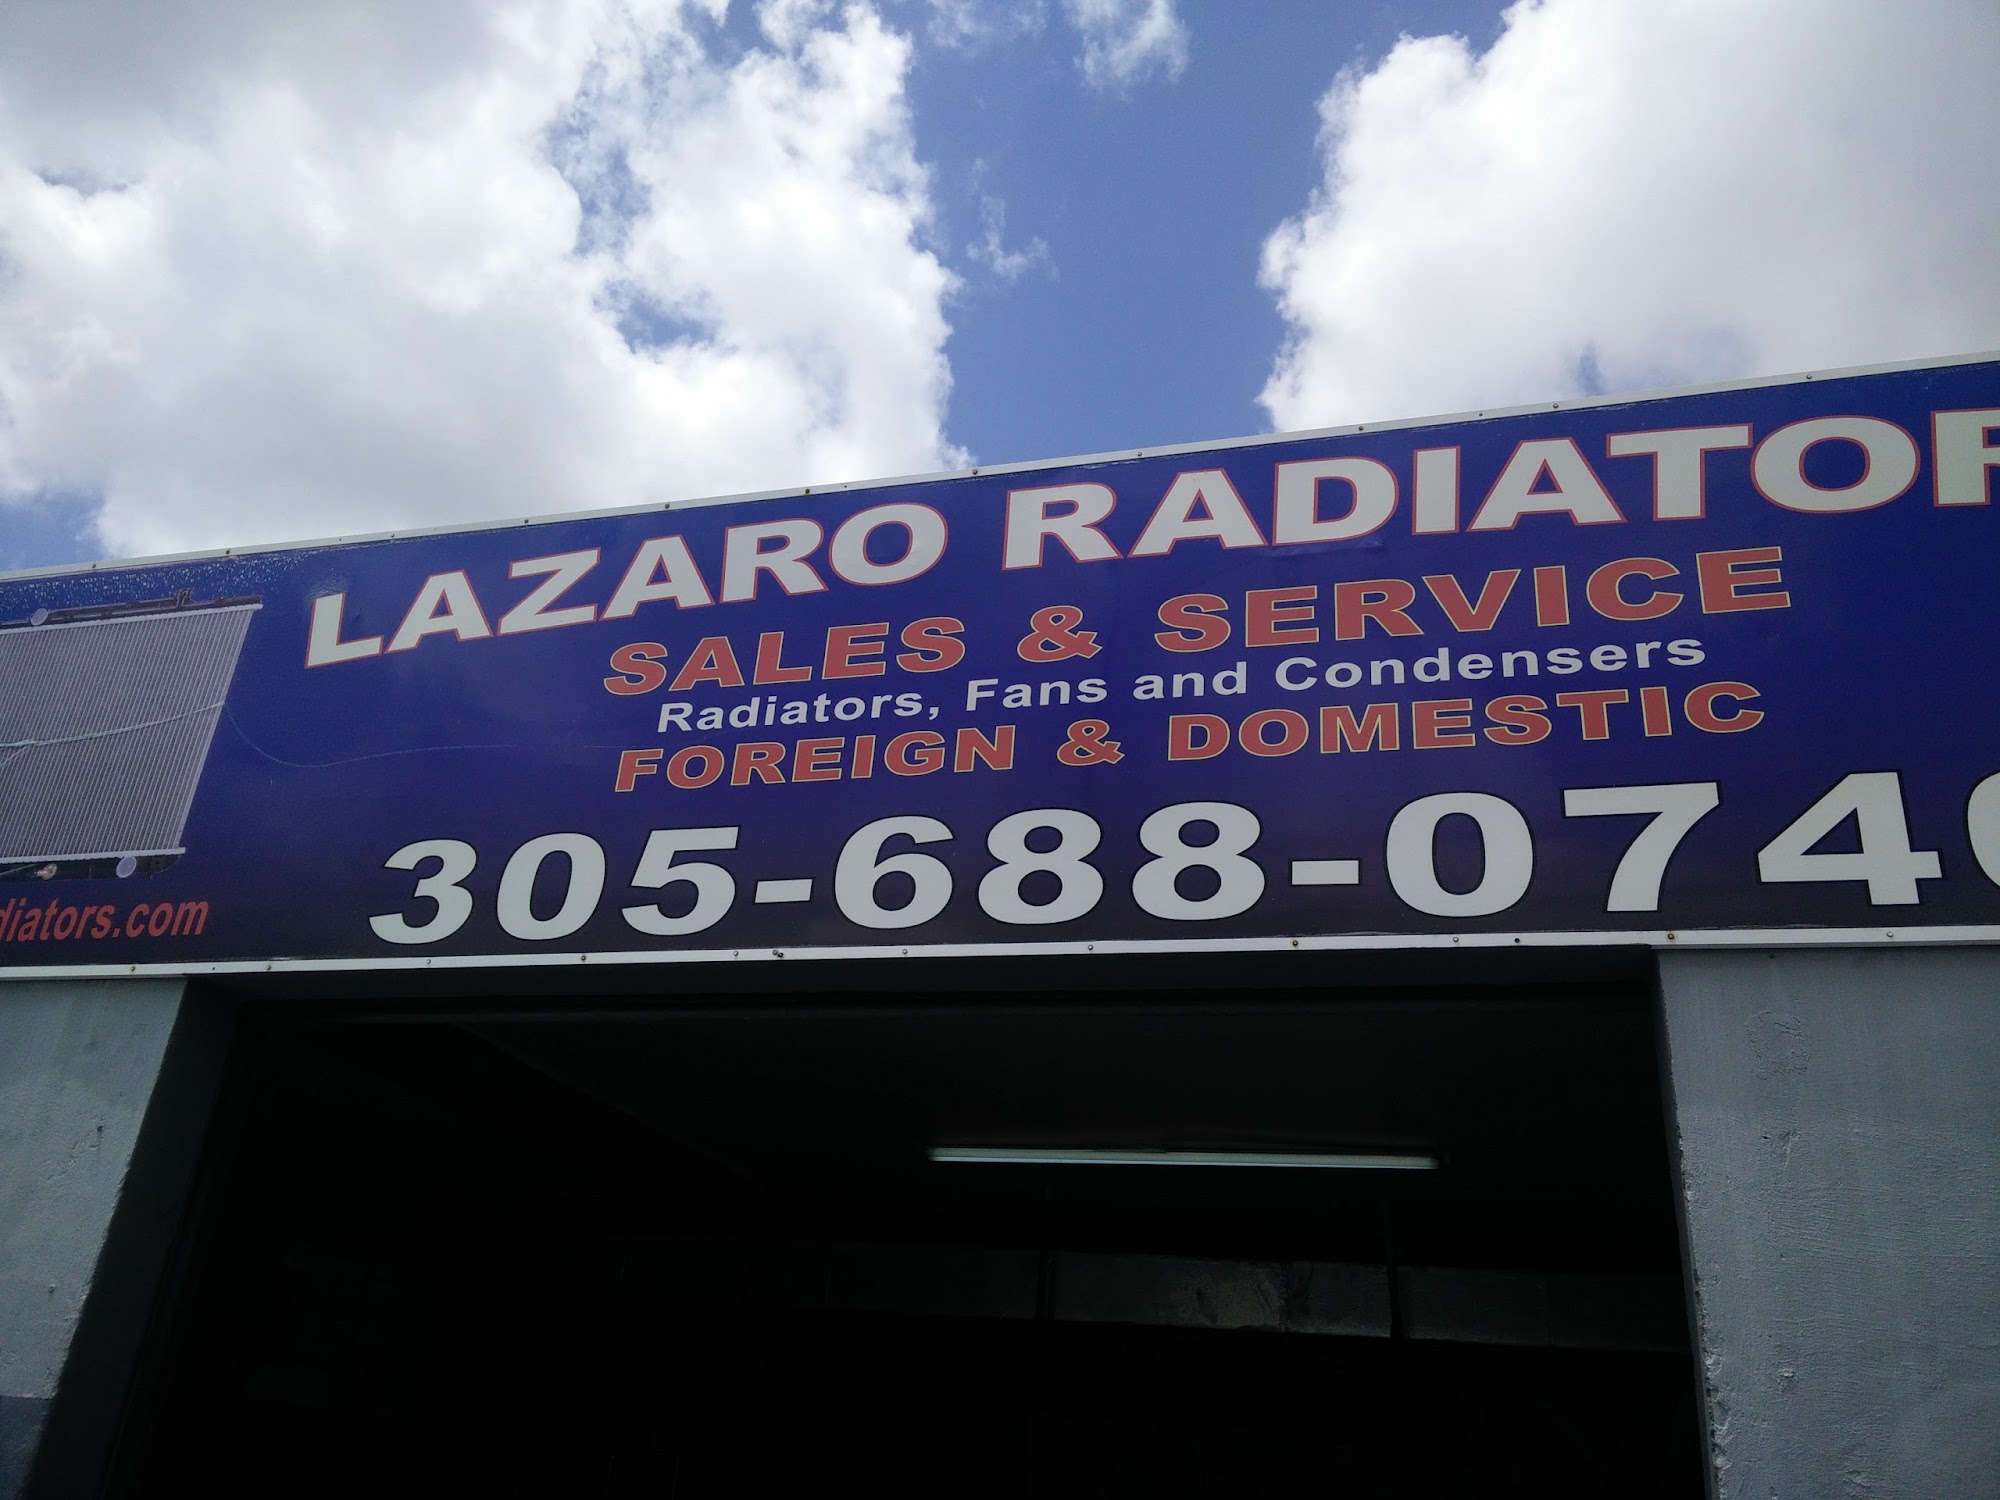 LAZARO RADIATOR
SALES & SERVICE
Radiators, Fans and Condensers
FOREIGN & DOMESTIC
305-688-074
diators.com